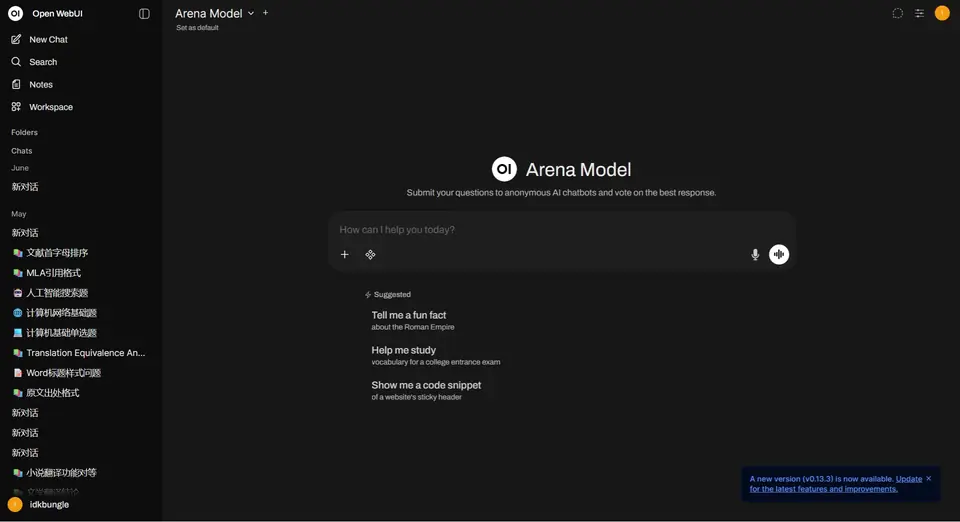 OI Open WebUI
New Chat
Search
Notes
Workspace
Folders
Chats
June
新对话
May
新对话
文献首字母排序
MLA引用格式
人工智能搜索题
计算机网络基础题
计算机基础单选题
Translation Equivalence An...
Word标题样式问题
原文出处格式
新对话
新对话
新对话
小说翻译功能对等
idkbungle
Arena Model
Set as default
OI Arena Model
Submit your questions to anonymous AI chatbots and vote on the best response.
How can I help you today?
Suggested
Tell me a fun fact
about the Roman Empire
Help me study
vocabulary for a college entrance exam
Show me a code snippet
of a website's sticky header
A new version (v0.13.3) is now available. Update
for the latest features and improvements.